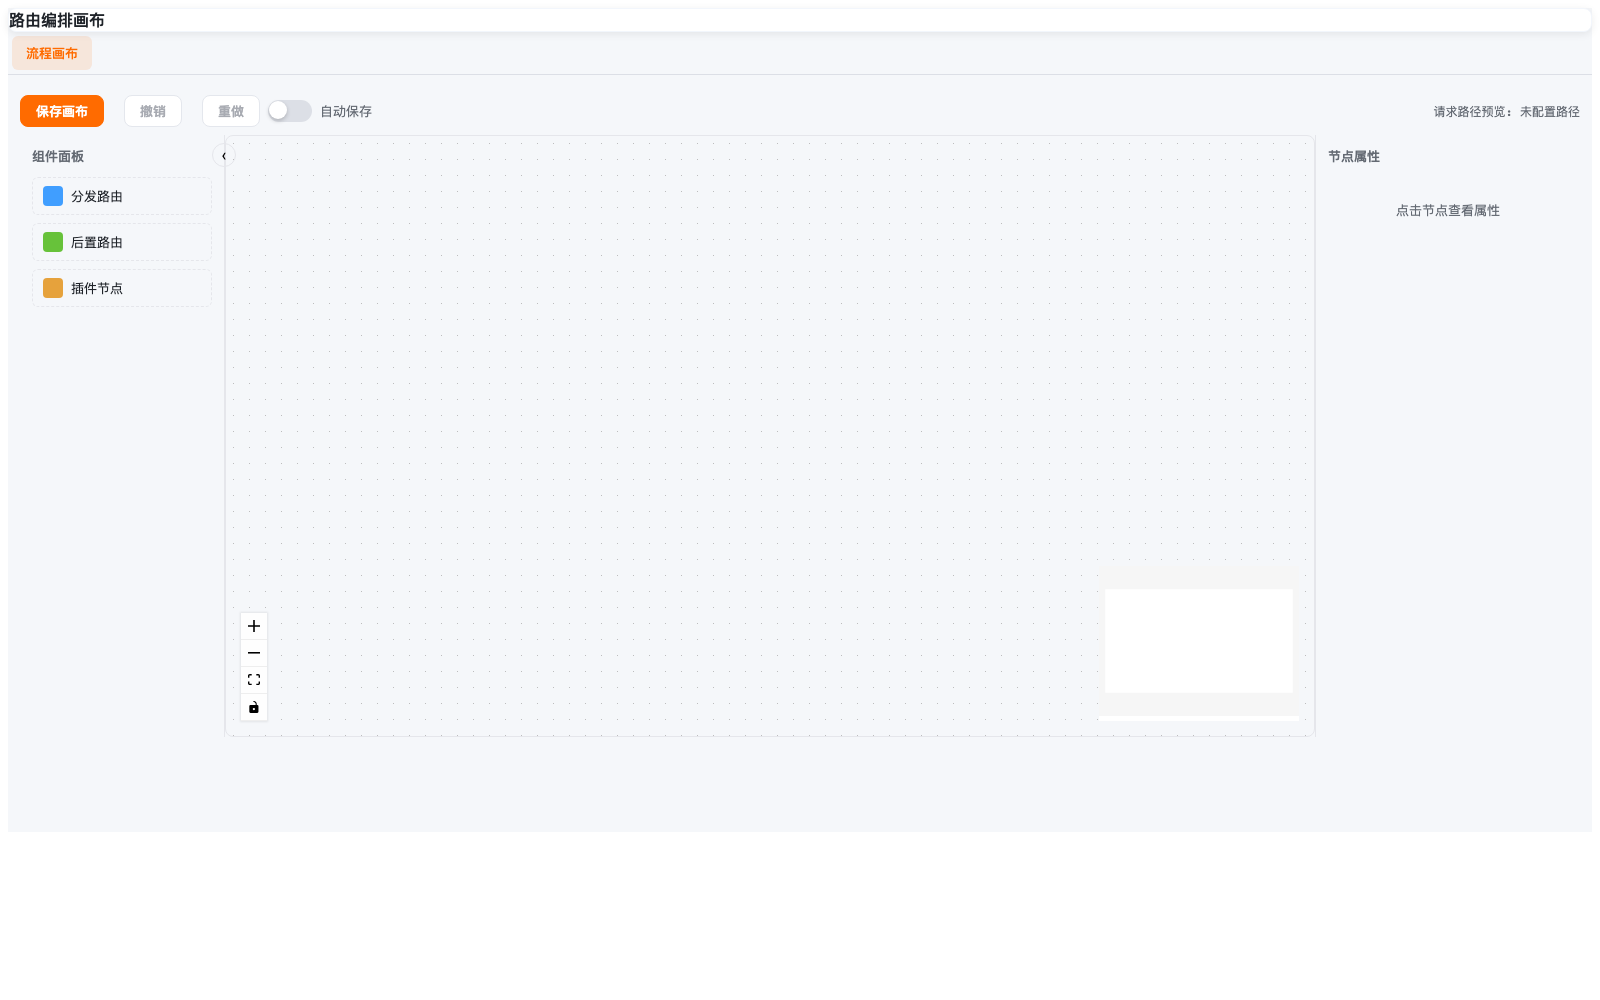 路由编排画布
流程画布
保存画布 撤销 重做 自动保存 请求路径预览： 未配置路径
组件面板
分发路由
后置路由
插件节点
节点属性
点击节点查看属性